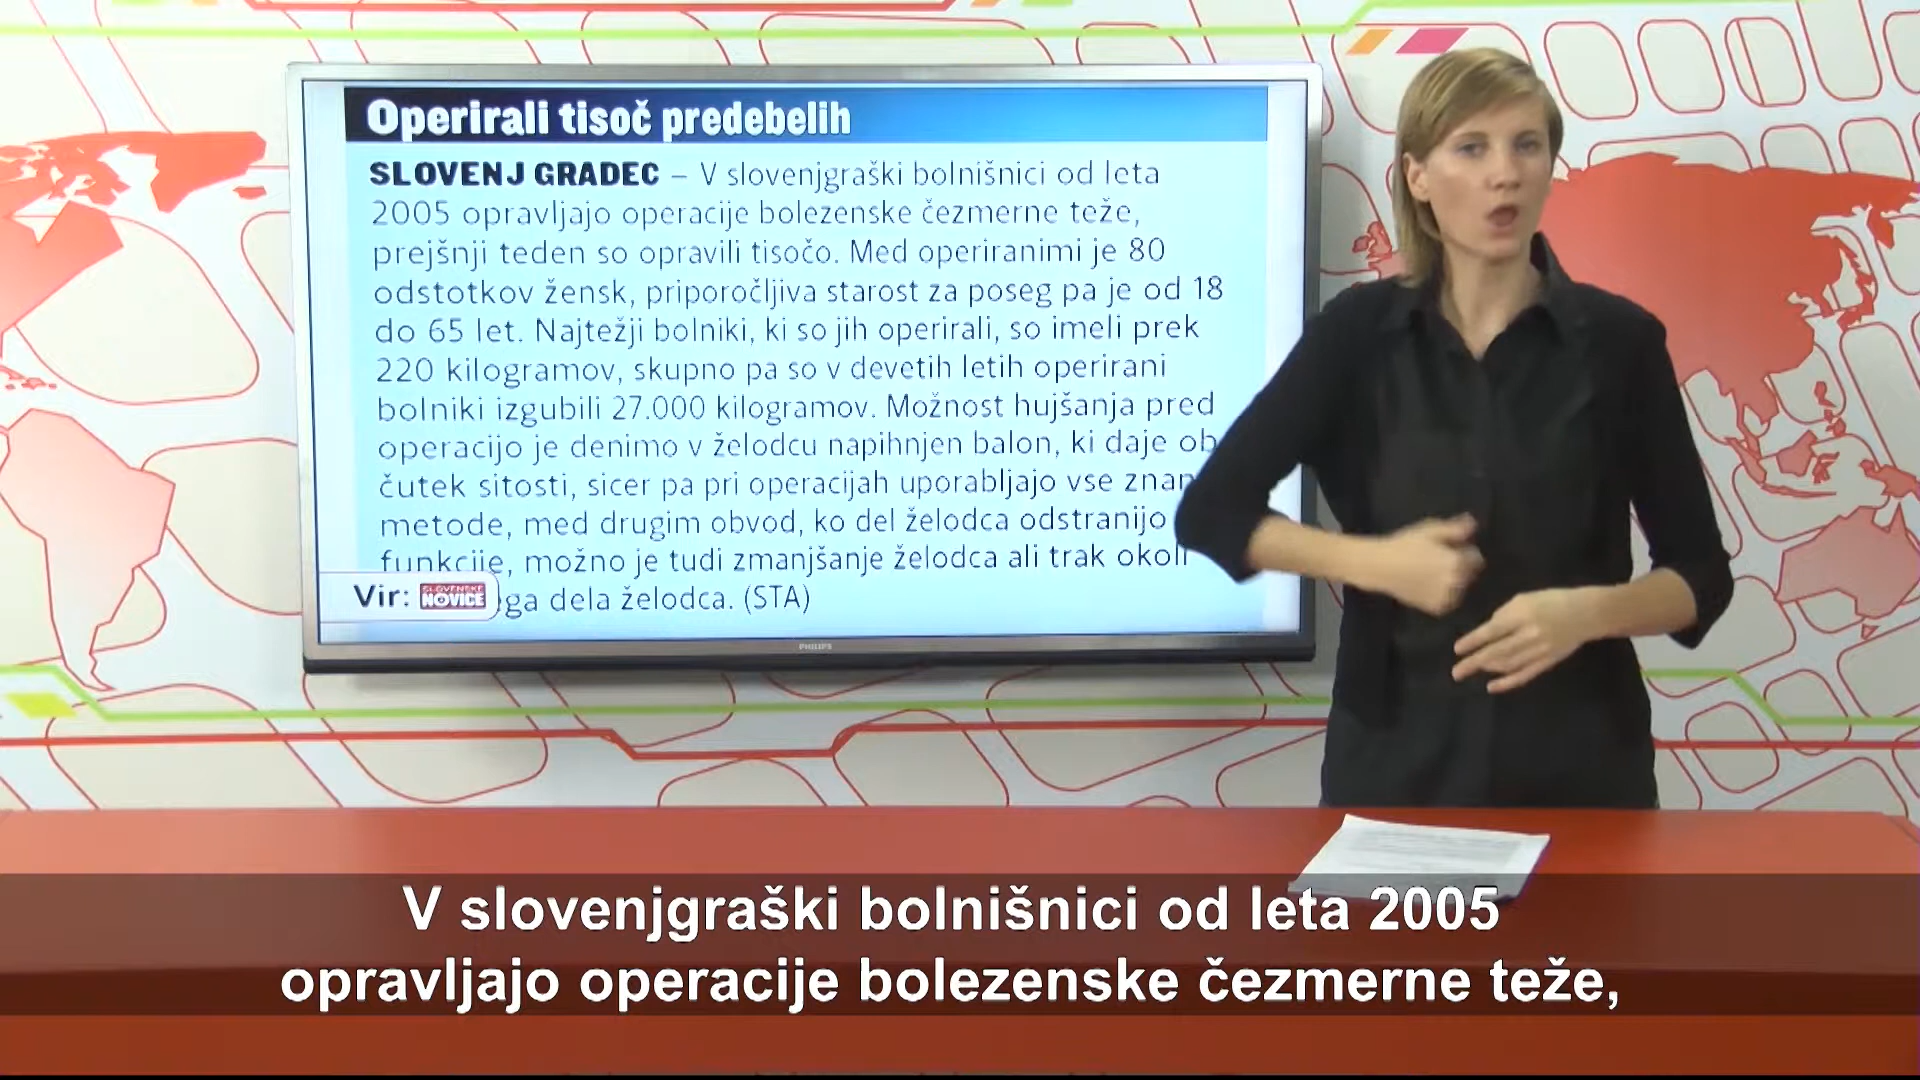 Operirali tisoč predebelih
SLOVENJ GRADEC – V slovenjgraški bolnišnici od leta
2005 opravljajo operacije bolezenske čezmerne teže,
prejšnji teden so opravili tisočo. Med operiranimi je 80
odstotkov žensk, priporočljiva starost za poseg pa je od 18
do 65 let. Najtežji bolniki, ki so jih operirali, so imeli prek
220 kilogramov, skupno pa so v devetih letih operirani
bolniki izgubili 27.000 kilogramov. Možnost hujšanja pred
operacijo je denimo v želodcu napihnjen balon, ki daje ob
čutek sitosti, sicer pa pri operacijah uporabljajo vse znan
metode, med drugim obvod, ko del želodca odstranijo
funkcije, možno je tudi zmanjšanje želodca ali trak okoli
ega dela želodca. (STA)
Vir: SLOVENSKE NOVICE
PHILIPS
V slovenjgraški bolnišnici od leta 2005
opravljajo operacije bolezenske čezmerne teže,